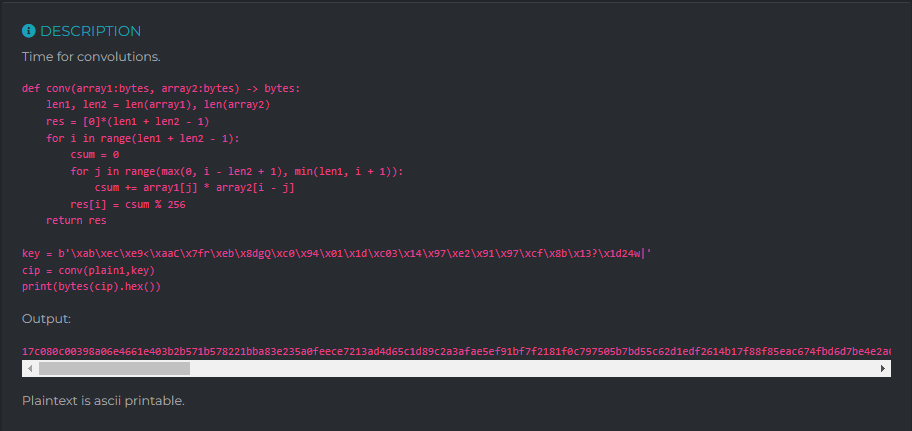 DESCRIPTION
Time for convolutions.
def conv(array1:bytes, array2:bytes) -> bytes:
    len1, len2 = len(array1), len(array2)
    res = [0]*(len1 + len2 - 1)
    for i in range(len1 + len2 - 1):
        csum = 0
        for j in range(max(0, i - len2 + 1), min(len1, i + 1)):
            csum += array1[j] * array2[i - j]
        res[i] = csum % 256
    return res
key = b'\xab\xec\xe9<\xaaC\x7fr\xeb\x8dgQ\xc0\x94\x01\x1d\xc03\x14\x97\xe2\x91\x97\xcf\x8b\x13?\x1d24w|'
cip = conv(plain1,key)
print(bytes(cip).hex())
Output:
17c080c00398a06e4661e403b2b571b578221bba83e235a0feece7213ad4d65c1d89c2a3afae5ef91bf7f2181f0c797505b7bd55c62d1edf2614b17f88f85eac674fbd6d7be4e2a
Plaintext is ascii printable.